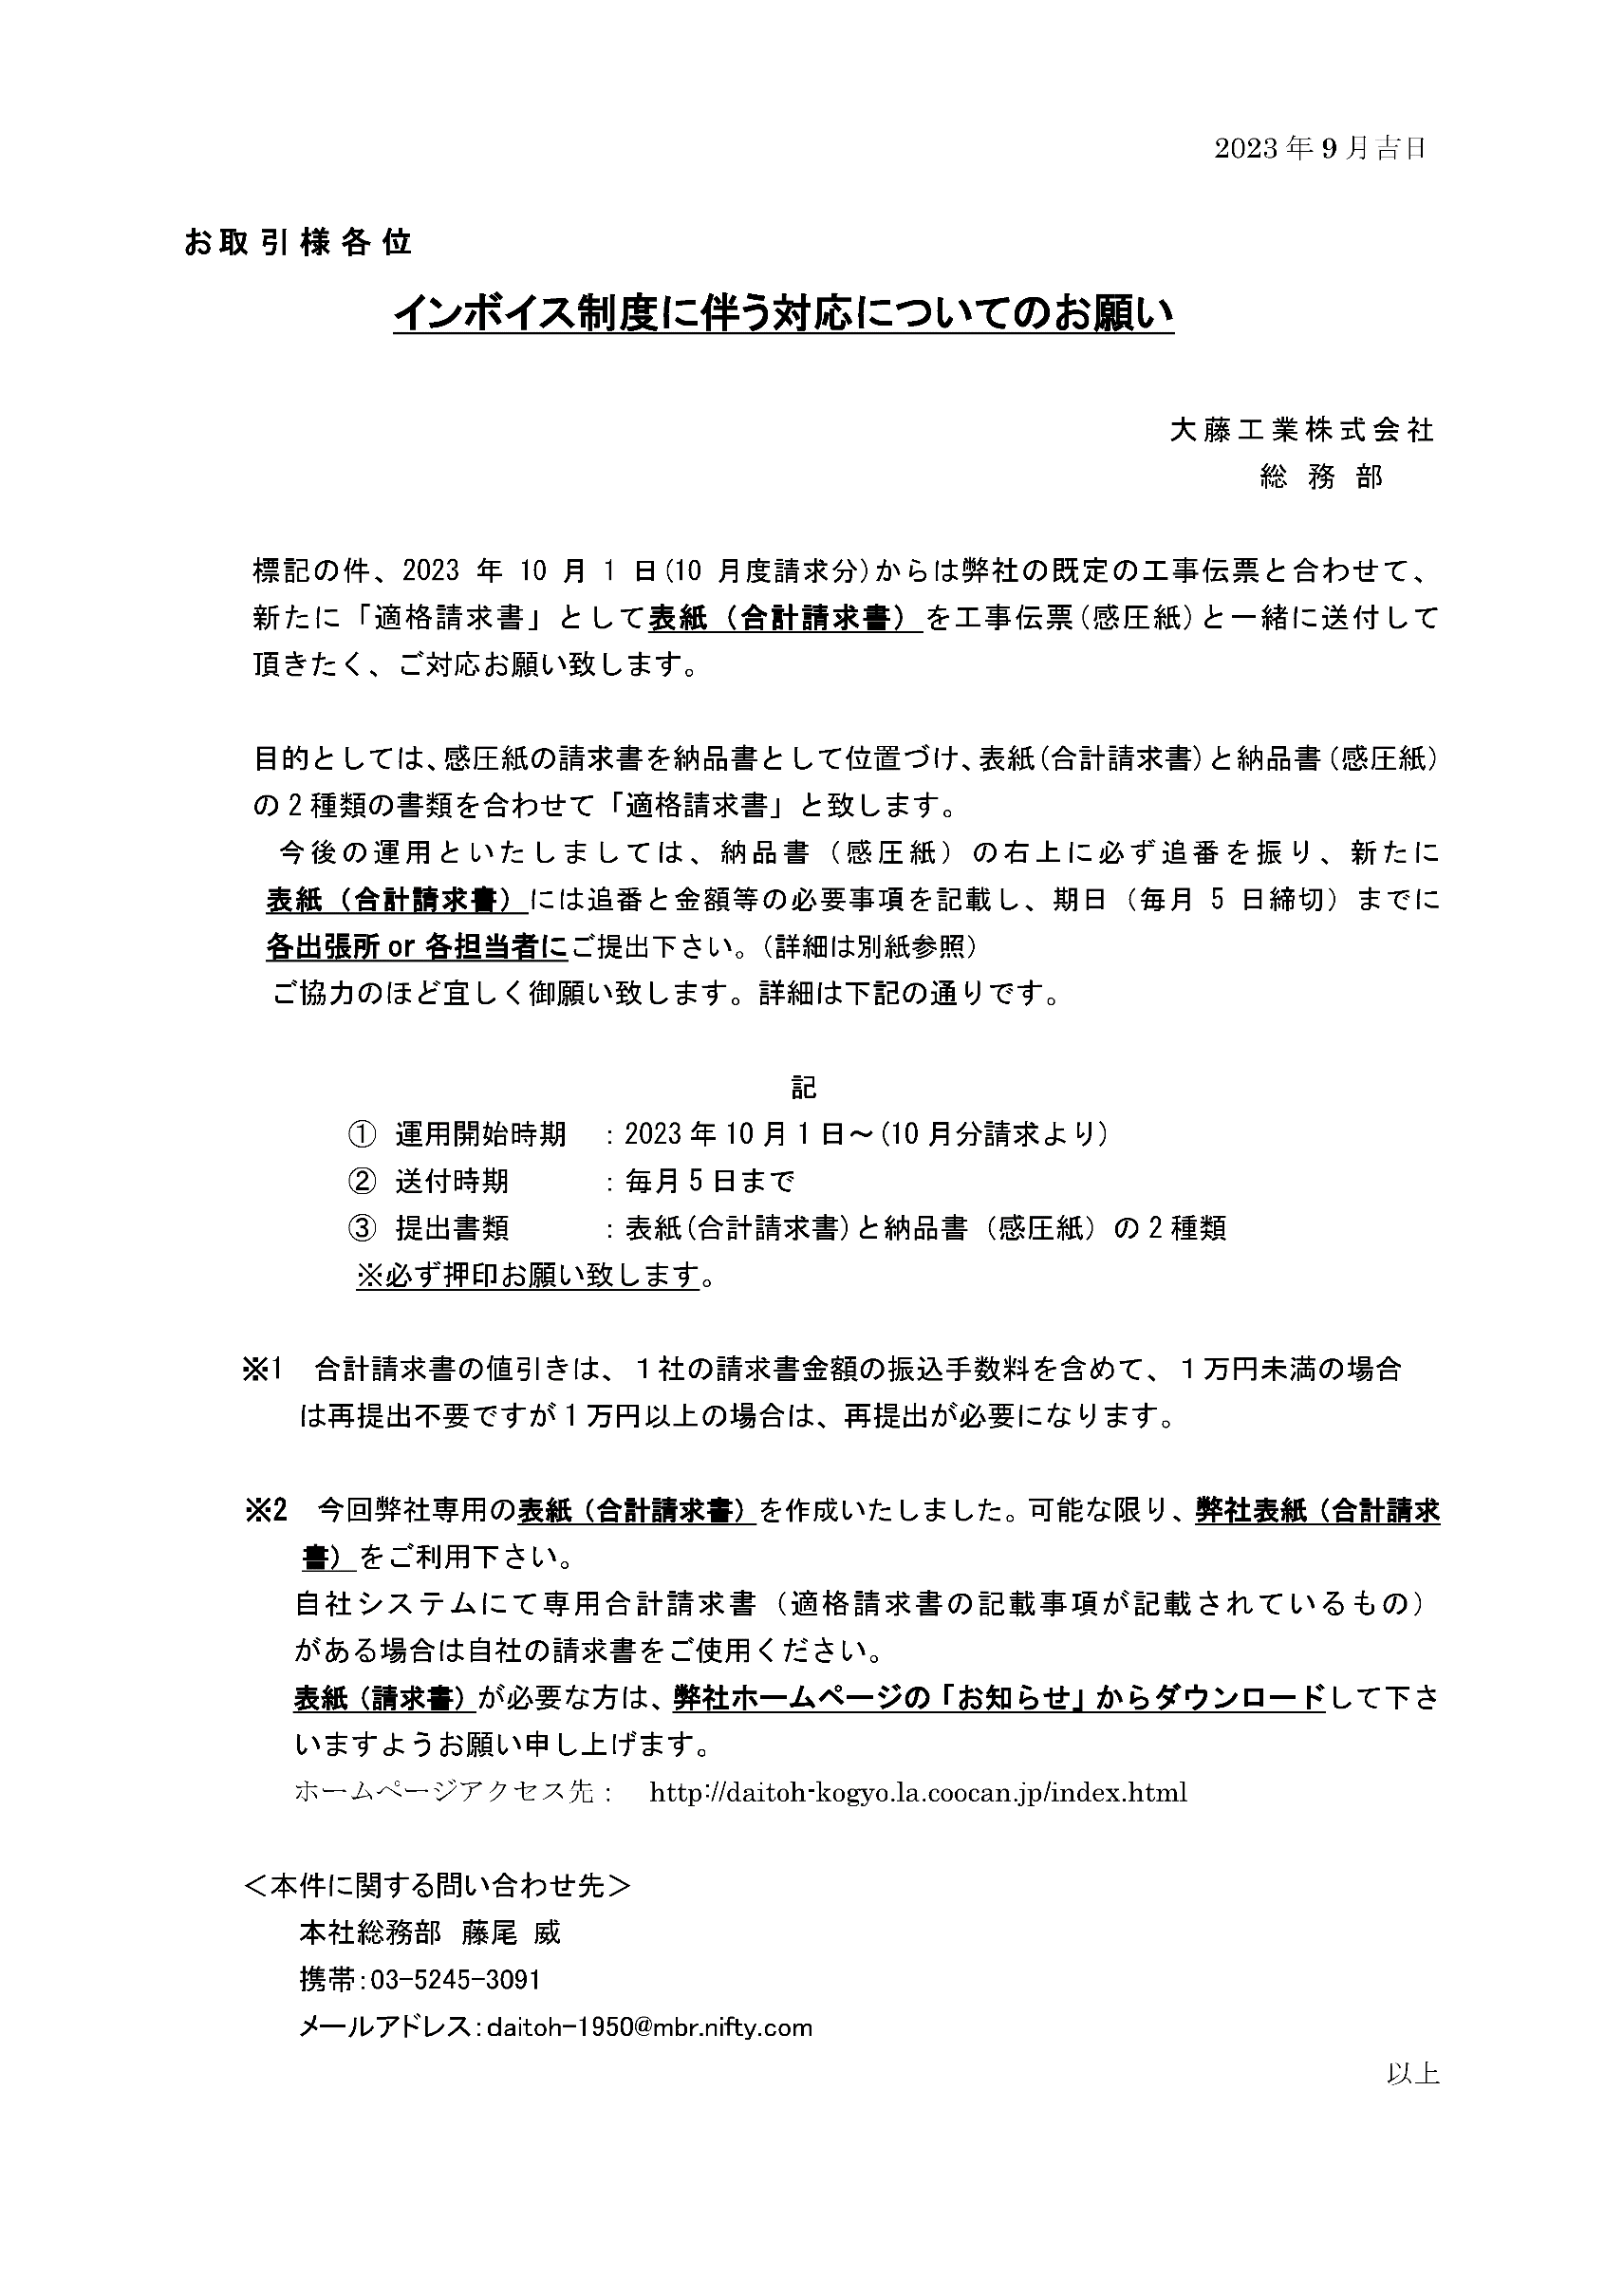 2023年9月吉日
お取引様各位
インボイス制度に伴う対応についてのお願い
大藤工業株式会社
総務部
標記の件、2023 年 10 月 1 日(10 月度請求分)からは弊社の既定の工事伝票と合わせて、
新たに「適格請求書」として表紙（合計請求書）を工事伝票(感圧紙)と一緒に送付して
頂きたく、ご対応お願い致します。
目的としては、感圧紙の請求書を納品書として位置づけ、表紙(合計請求書)と納品書(感圧紙)
の2種類の書類を合わせて「適格請求書」と致します。
今後の運用といたしましては、納品書（感圧紙）の右上に必ず追番を振り、新たに
表紙（合計請求書）には追番と金額等の必要事項を記載し、期日（毎月 5 日締切）までに
各出張所 or 各担当者にご提出下さい。（詳細は別紙参照）
ご協力のほど宜しく御願い致します。詳細は下記の通りです。
記
① 運用開始時期 ：2023年10月1日～(10月分請求より)
② 送付時期 ：毎月5日まで
③ 提出書類 ：表紙(合計請求書)と納品書（感圧紙）の2種類
※必ず押印お願い致します。
※1 合計請求書の値引きは、1社の請求書金額の振込手数料を含めて、1万円未満の場合
は再提出不要ですが1万円以上の場合は、再提出が必要になります。
※2 今回弊社専用の表紙（合計請求書）を作成いたしました。可能な限り、弊社表紙（合計請求
書）をご利用下さい。
自社システムにて専用合計請求書（適格請求書の記載事項が記載されているもの）
がある場合は自社の請求書をご使用ください。
表紙（請求書）が必要な方は、弊社ホームページの「お知らせ」からダウンロードして下さ
いますようお願い申し上げます。
ホームページアクセス先： http://daitoh-kogyo.la.coocan.jp/index.html
＜本件に関する問い合わせ先＞
本社総務部 藤尾 威
携帯:03-5245-3091
メールアドレス:daitoh-1950@mbr.nifty.com
以上